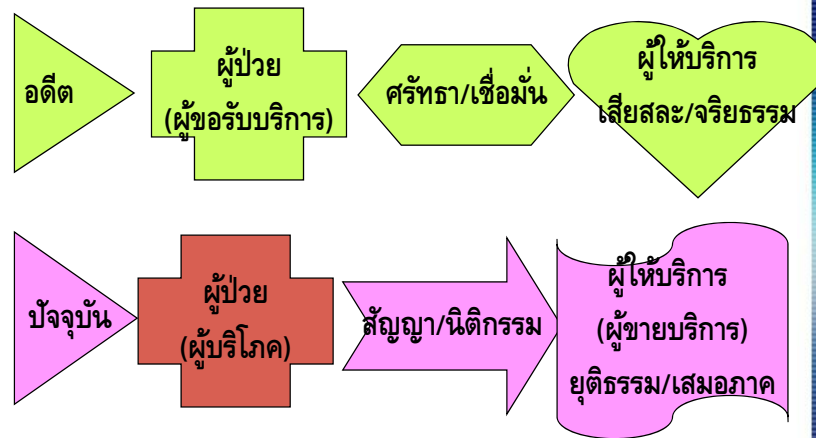 อดีต
ผู้ป่วย
(ผู้ขอรับบริการ)
ศรัทธา/เชื่อมั่น
ผู้ให้บริการ
เสียสละ/จริยธรรม
ปัจจุบัน
ผู้ป่วย
(ผู้บริโภค)
สัญญา/นิติกรรม
ผู้ให้บริการ
(ผู้ขายบริการ)
ยุติธรรม/เสมอภาค